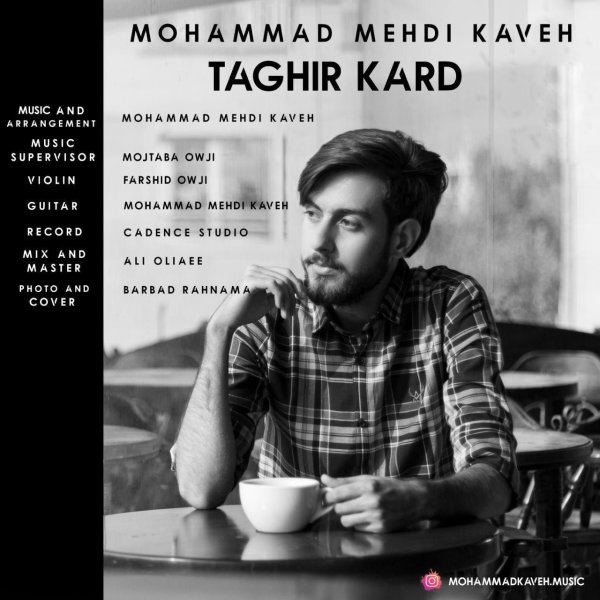 MOHAMMAD MEHDI KAVEH
TAGHIR KARD
MUSIC AND
ARRANGEMENT
MOHAMMAD MEHDI KAVEH
MUSIC
SUPERVISOR
MOJTABA OWJI
VIOLIN
FARSHID OWJI
GUITAR
MOHAMMAD MEHDI KAVEH
RECORD
CADENCE STUDIO
MIX AND
MASTER
ALI OLIAEE
PHOTO AND
COVER
BARBAD RAHNAMA
MOHAMMADKAVEH.MUSIC